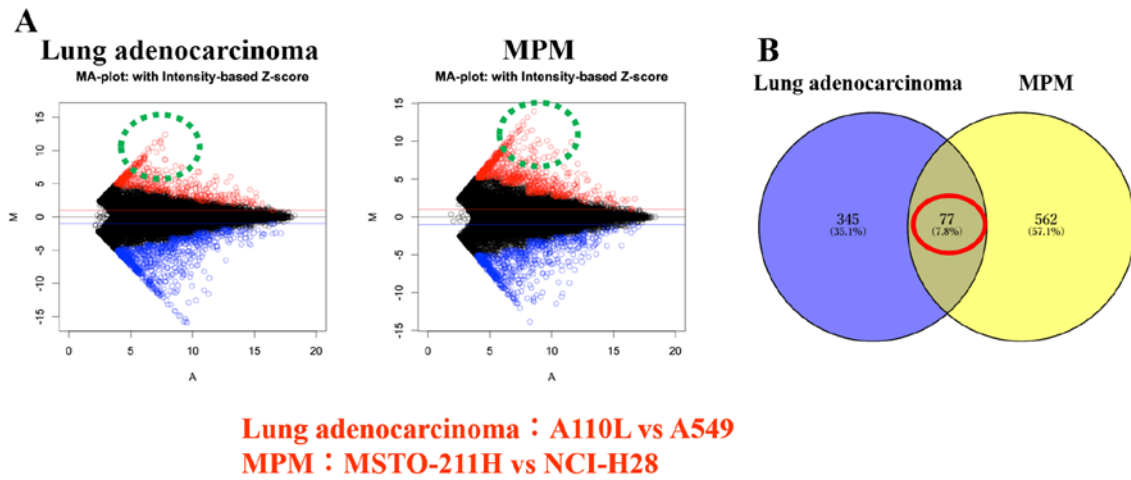 A
Lung adenocarcinoma
MA-plot: with Intensity-based Z-score
M
15
10
5
0
-5
-10
-15
0 5 10 15 20
A
MPM
MA-plot: with Intensity-based Z-score
M
15
10
5
0
-5
-10
-15
0 5 10 15 20
A
B
Lung adenocarcinoma MPM
345 77 562
(35.1%) (7.8%) (57.1%)
Lung adenocarcinoma：A110L vs A549
MPM：MSTO-211H vs NCI-H28